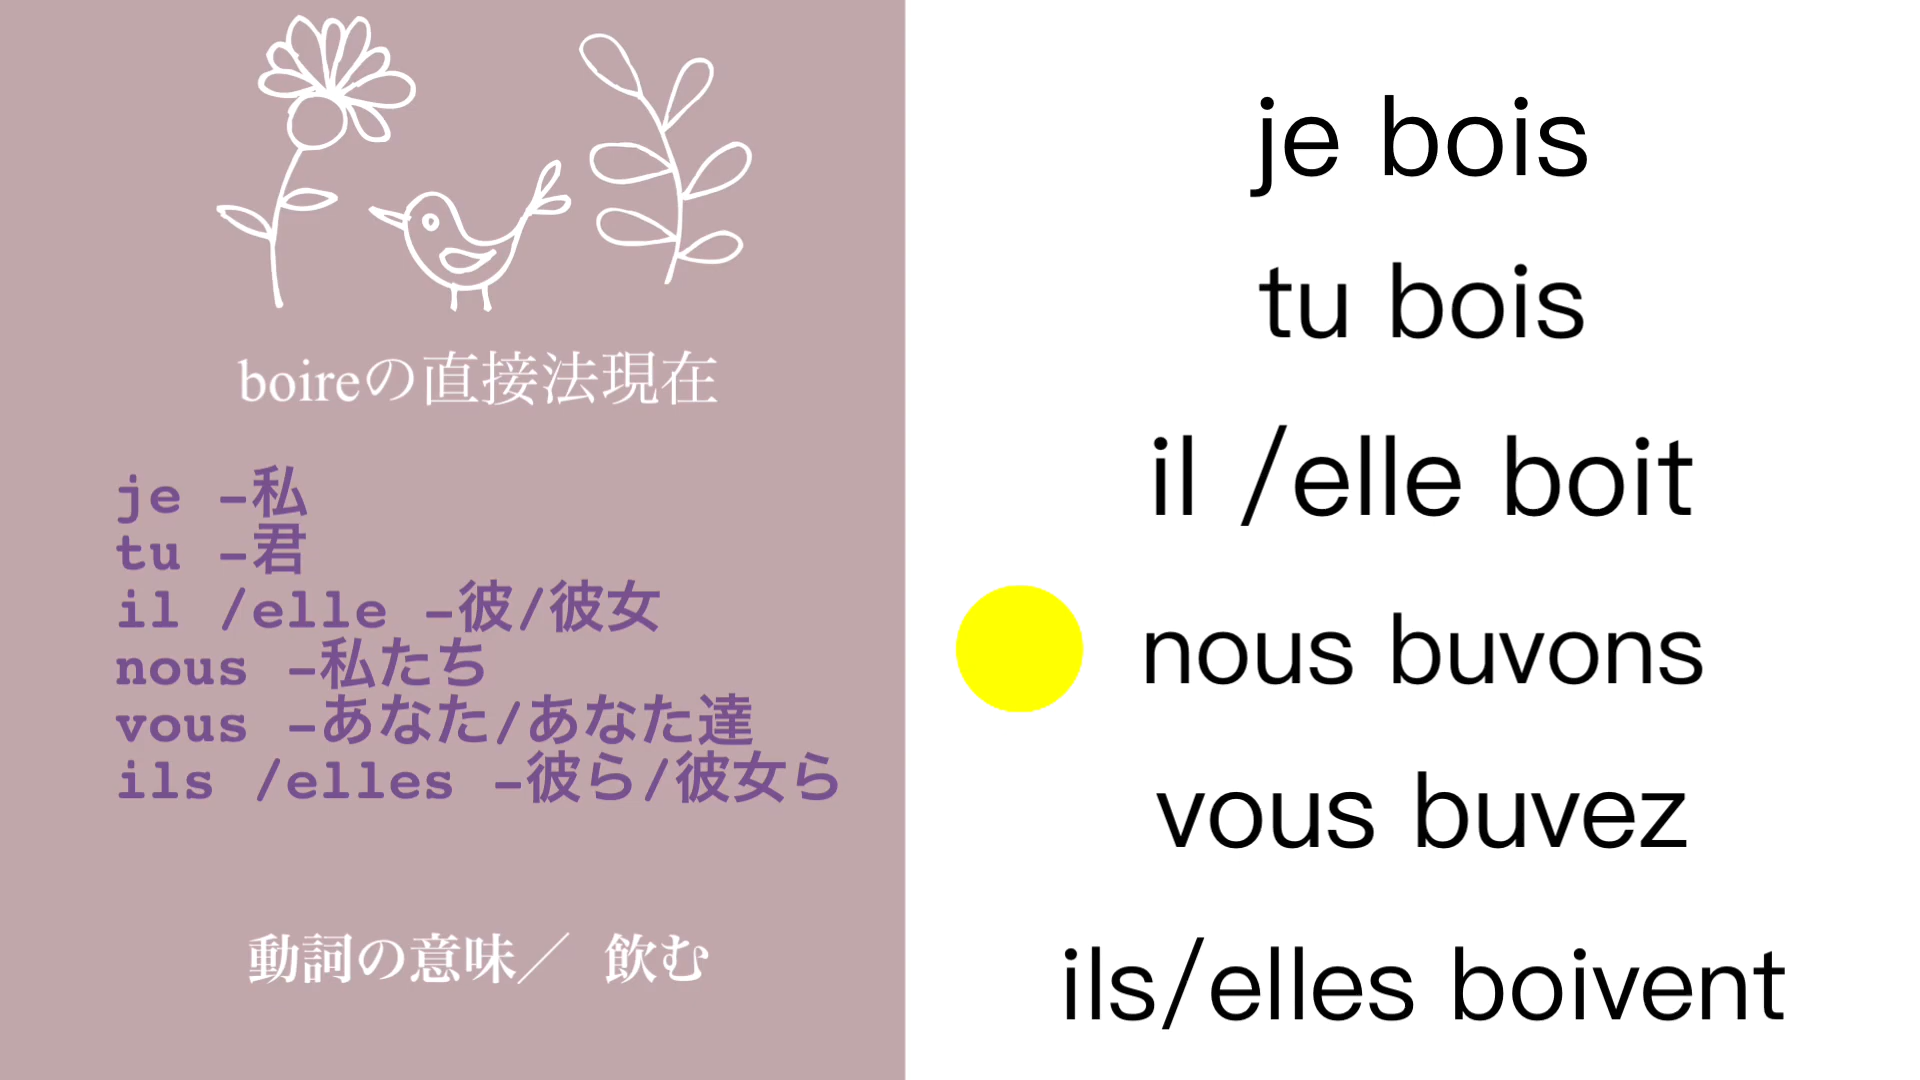 boireの直接法現在
je -私
tu -君
il /elle -彼/彼女
nous -私たち
vous -あなた/あなた達
ils /elles -彼ら/彼女ら
動詞の意味／ 飲む
je bois
tu bois
il /elle boit
nous buvons
vous buvez
ils/elles boivent